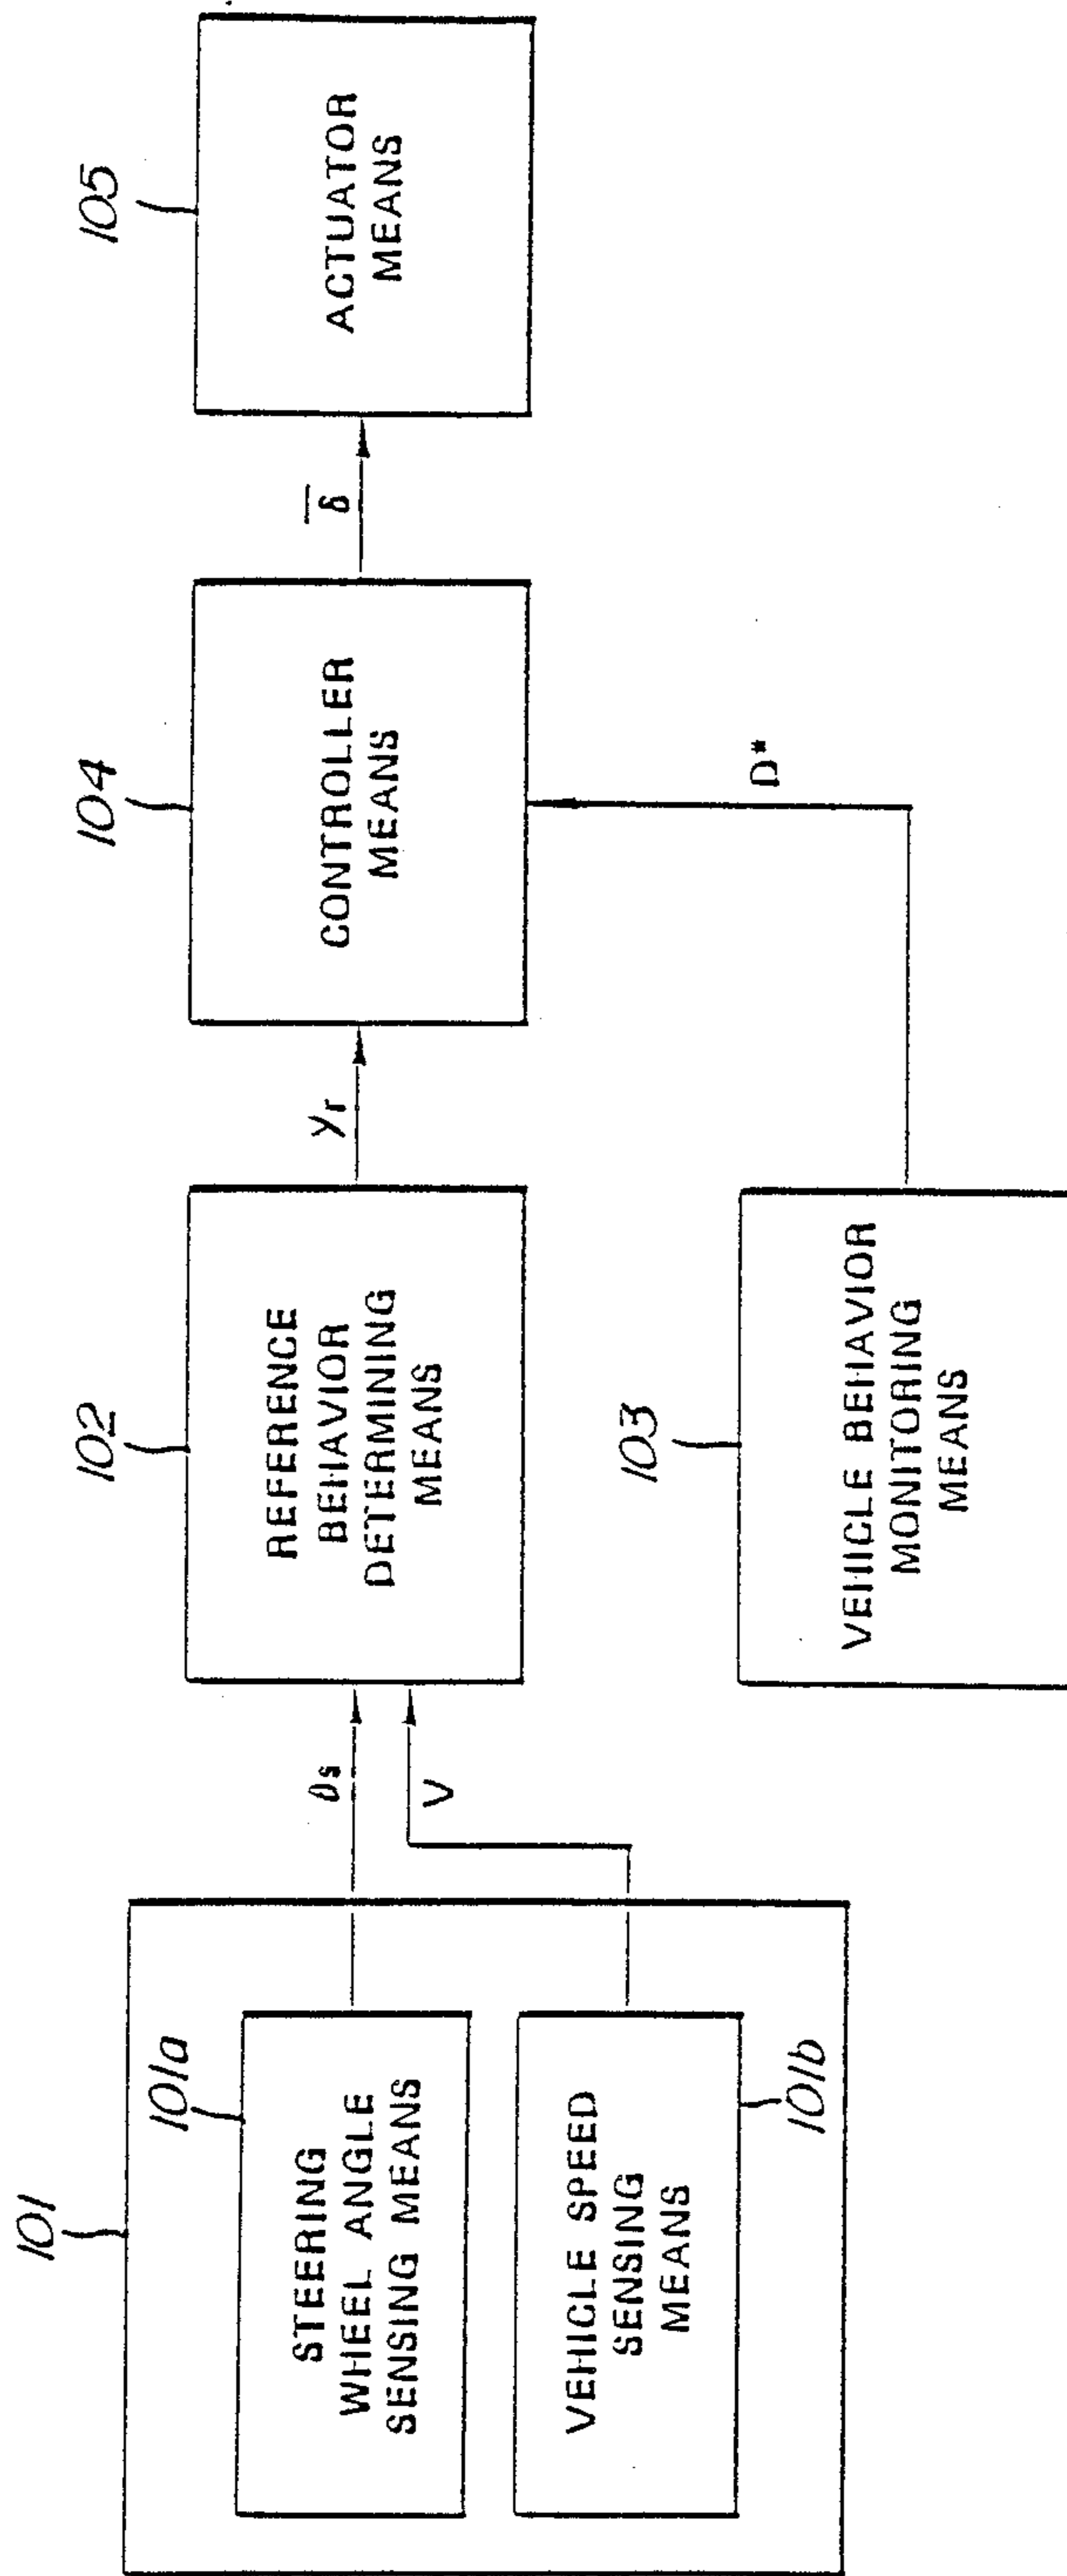 101
101a
STEERING
WHEEL ANGLE
SENSING MEANS
VEHICLE SPEED
SENSING
MEANS
101b
θs
V
102
REFERENCE
BEHAVIOR
DETERMINING
MEANS
yr
103
VEHICLE BEHAVIOR
MONITORING
MEANS
D*
104
CONTROLLER
MEANS
δ̅
105
ACTUATOR
MEANS